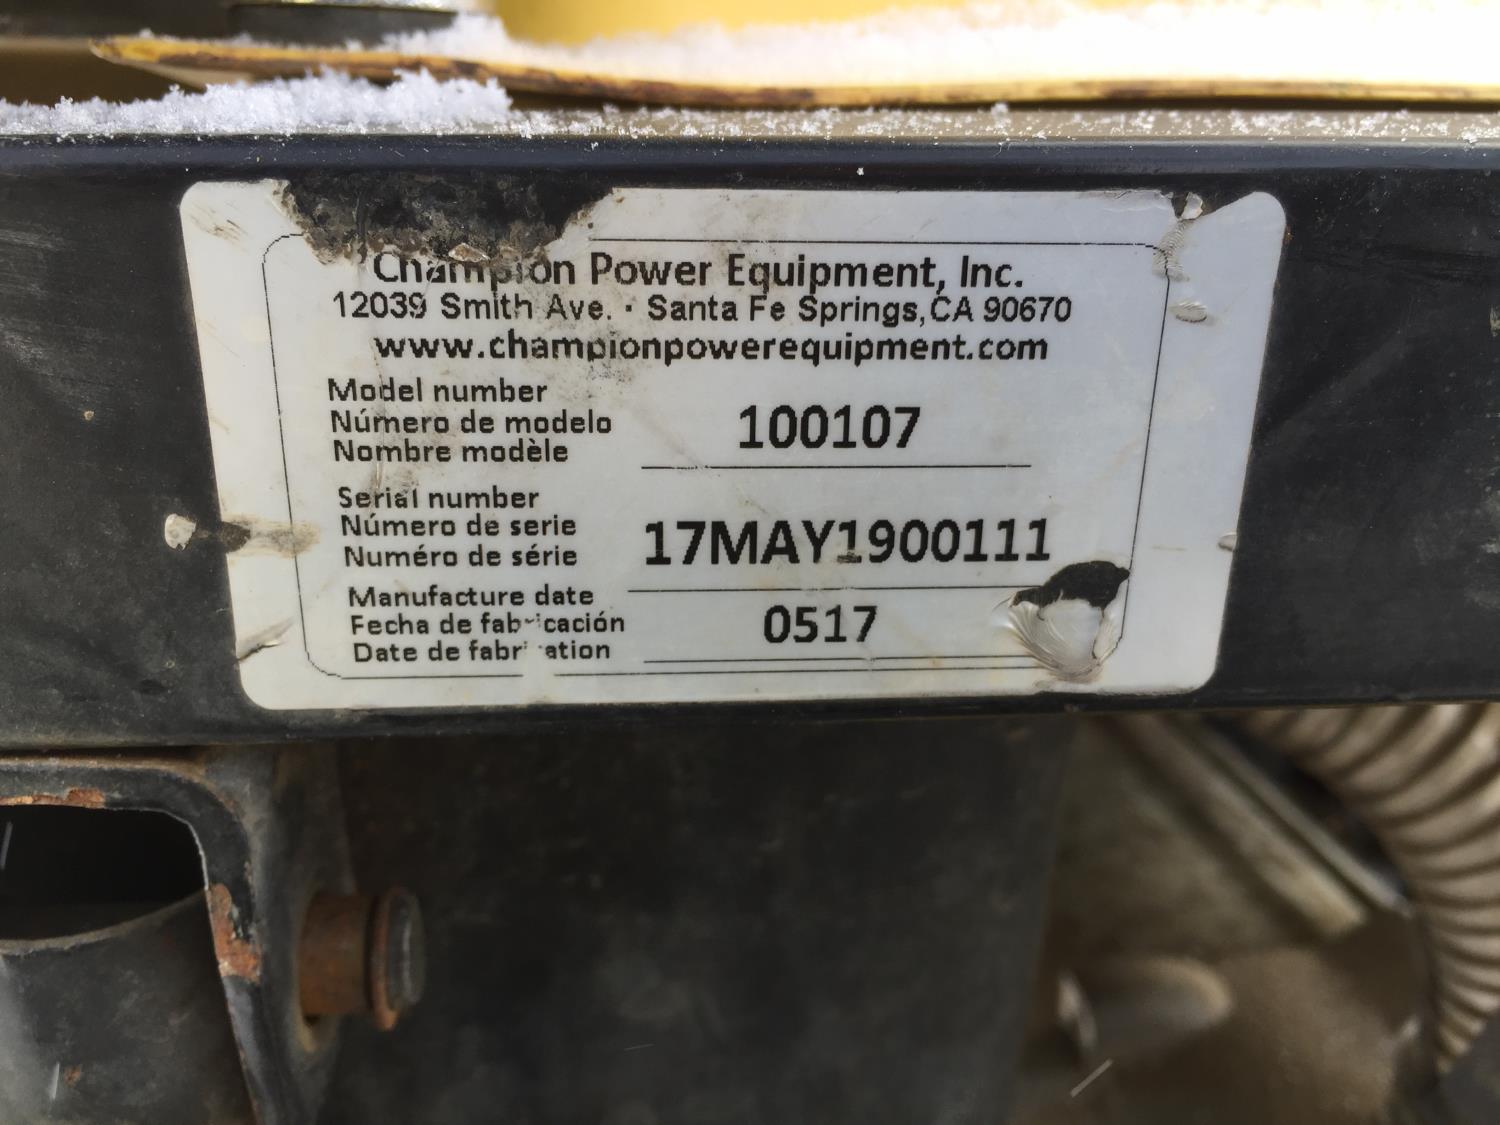 Champion Power Equipment, Inc.
12039 Smith Ave. · Santa Fe Springs, CA 90670
www.championpowerequipment.com
Model number
Número de modelo
Nombre modèle
100107
Serial number
Número de serie
Numéro de série
17MAY1900111
Manufacture date
Fecha de fabricación
Date de fabrication
0517